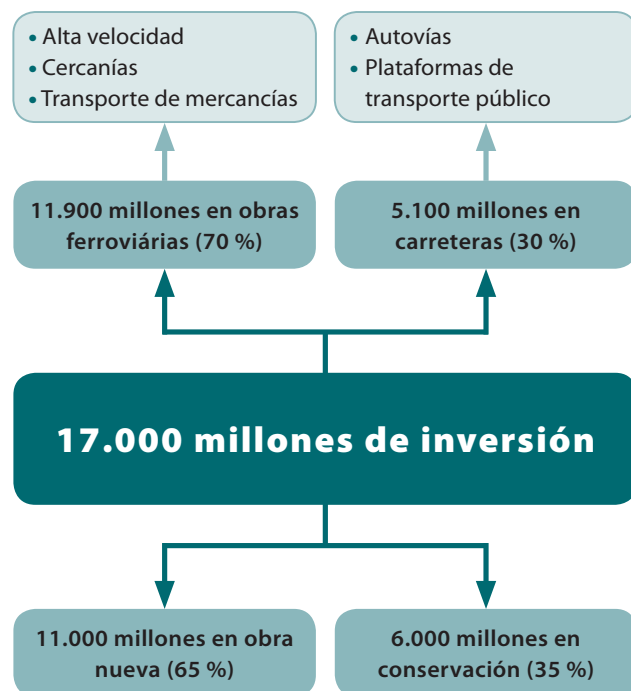 • Alta velocidad
• Cercanías
• Transporte de mercancías
• Autovías
• Plataformas de
transporte público
11.900 millones en obras
ferroviárias (70 %)
5.100 millones en
carreteras (30 %)
17.000 millones de inversión
11.000 millones en obra
nueva (65 %)
6.000 millones en
conservación (35 %)